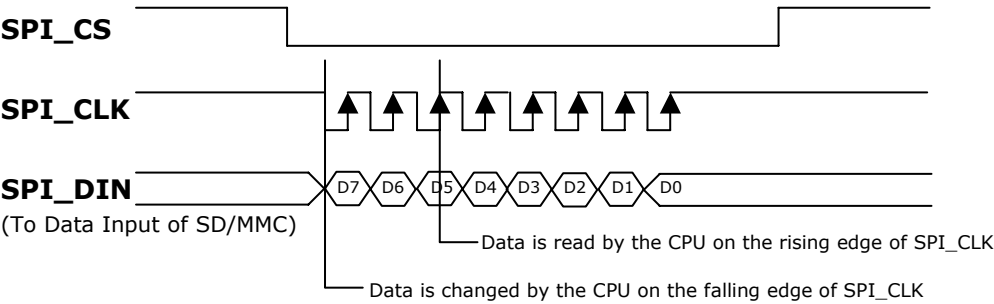 SPI_CS
SPI_CLK
SPI_DIN
D7 D6 D5 D4 D3 D2 D1 D0
(To Data Input of SD/MMC)
Data is read by the CPU on the rising edge of SPI_CLK
Data is changed by the CPU on the falling edge of SPI_CLK